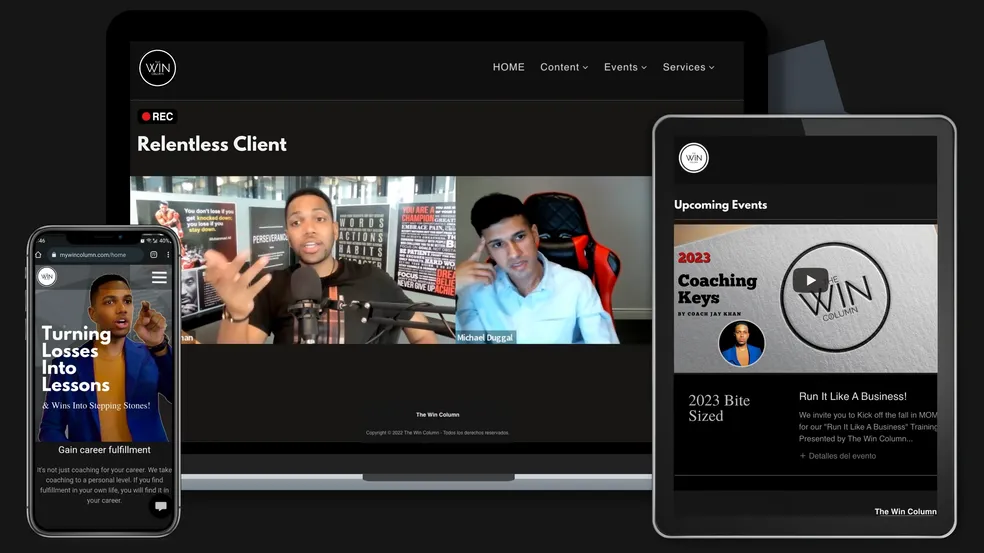 THE
WIN
COLUMN
HOME
Content
Events
Services
REC
Relentless Client
You don't lose if you
get knocked down;
you lose if you
stay down.
PERSEVERANCE
WORDS
ACTIONS
HABITS
YOU ARE A
CHAMPION
EMBRACE PAIN,
FOCUS
NEVER GIVE UP
DREAM
BELIEVE
ACHIEVE
han
Michael Duggal
The Win Column
Copyright © 2022 The Win Column - Todos los derechos reservados.
:46
40%
mywincolumn.com/home
WIN
Turning
Losses
Into
Lessons
& Wins Into Stepping Stones!
Gain career fulfillment
It's not just coaching for your career. We take
coaching to a personal level. If you find
fulfillment in your own life, you will find it in
your career.
WIN
Upcoming Events
2023
Coaching
Keys
BY COACH JAY KHAN
THE
WIN
COLUMN
2023 Bite
Sized
Run It Like A Business!
We invite you to Kick off the fall in MOM
for our "Run It Like A Business" Training
Presented by The Win Column...
+ Detalles del evento
The Win Column